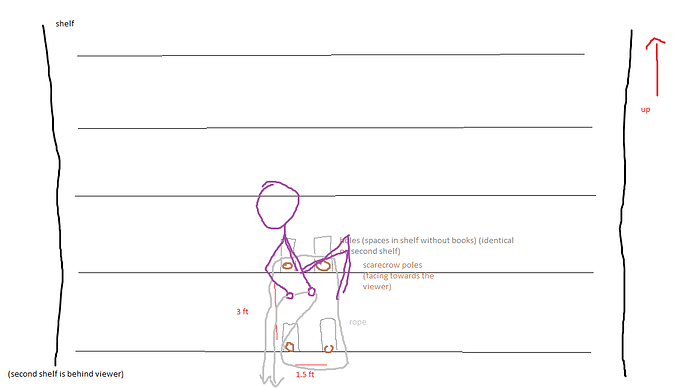 shelf
up
holes (spaces in shelf without books) (identical
second shelf)
scarecrow poles
(facing towards the
viewer)
3 ft
rope
(second shelf is behind viewer)
1.5 ft